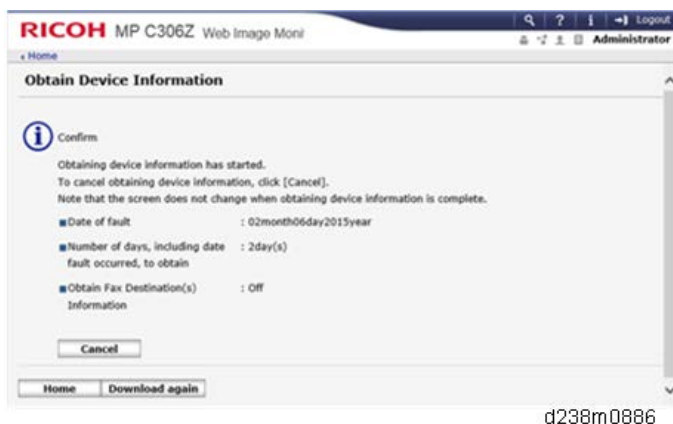 RICOH MP C306Z Web Image Moni
? i Logout
Administrator
Home
Obtain Device Information
Confirm
Obtaining device information has started.
To cancel obtaining device information, click [Cancel].
Note that the screen does not change when obtaining device information is complete.
Date of fault : 02month06day2015year
Number of days, including date : 2day(s)
fault occurred, to obtain
Obtain Fax Destination(s) : Off
Information
Cancel
Home Download again
d238m0886